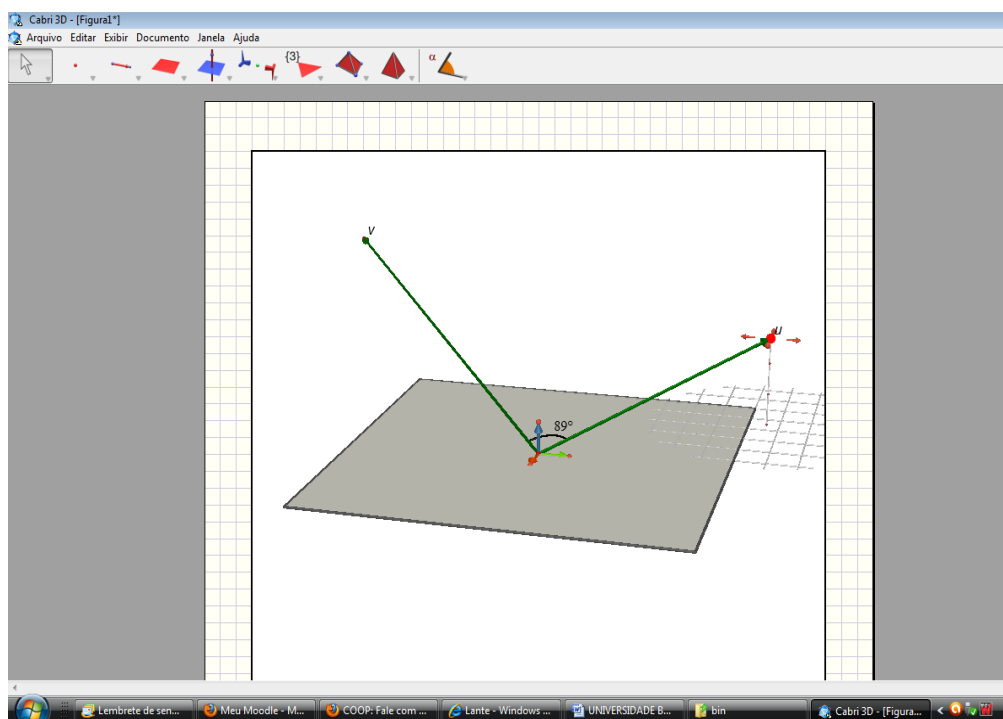 Cabri 3D - [Figura1*]
Arquivo Editar Exibir Documento Janela Ajuda
{3}
α
v
u
89°
Lembrete de sen...
Meu Moodle - M...
COOP: Fale com ...
Lante - Windows ...
UNIVERSIDADE B...
bin
Cabri 3D - [Figura...